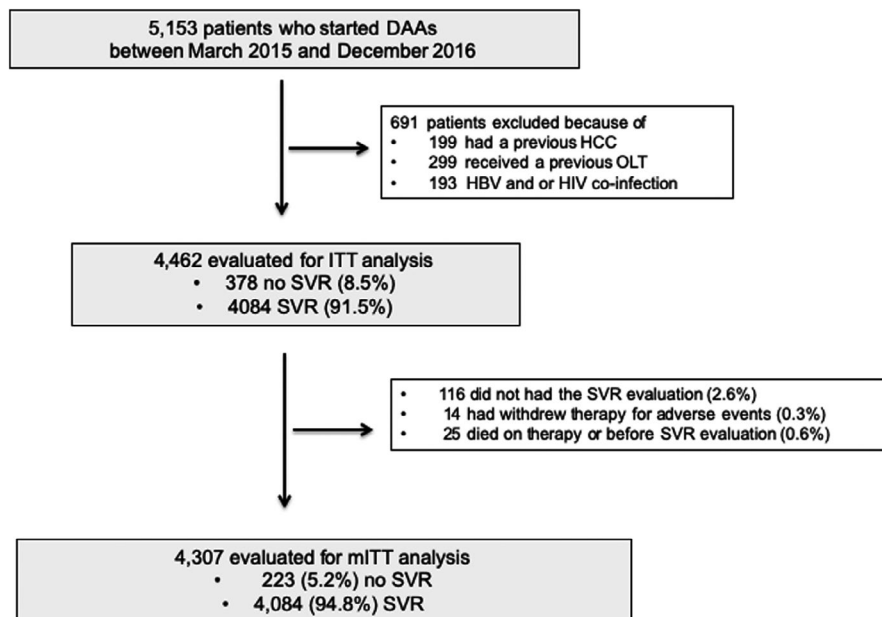 5,153 patients who started DAAs
between March 2015 and December 2016
691 patients excluded because of
• 199 had a previous HCC
• 299 received a previous OLT
• 193 HBV and or HIV co-infection
4,462 evaluated for ITT analysis
• 378 no SVR (8.5%)
• 4084 SVR (91.5%)
• 116 did not had the SVR evaluation (2.6%)
• 14 had withdrew therapy for adverse events (0.3%)
• 25 died on therapy or before SVR evaluation (0.6%)
4,307 evaluated for mITT analysis
• 223 (5.2%) no SVR
• 4,084 (94.8%) SVR